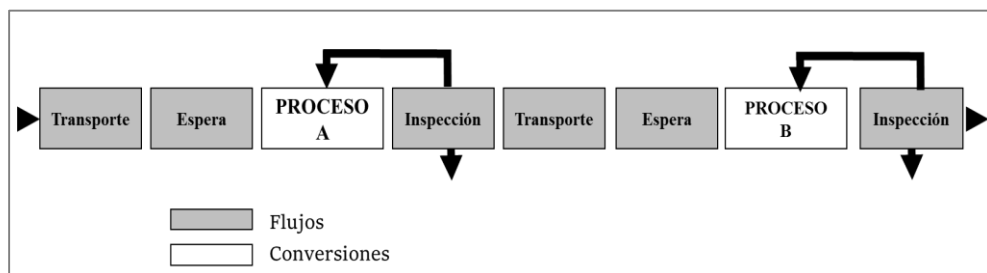 Transporte
Espera
PROCESO
A
Inspección
Transporte
Espera
PROCESO
B
Inspección
Flujos
Conversiones